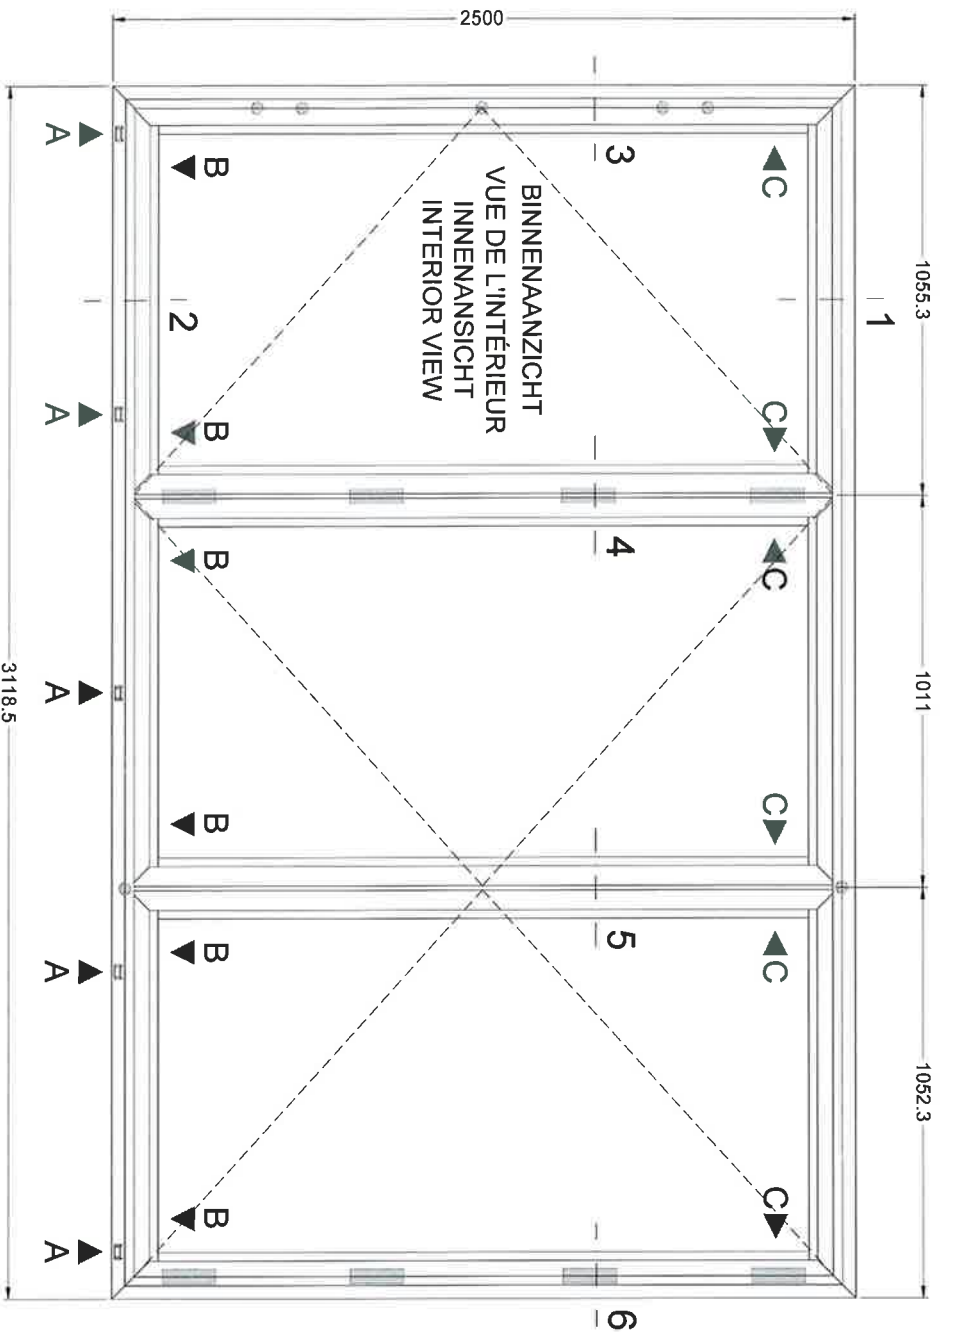 2500
1055.3
1011
1052.3
3118.5
1
2
3
4
5
6
BINNENAANZICHT
VUE DE L'INTÉRIEUR
INNENANSICHT
INTERIOR VIEW
C
C
C
C
C
C
B
B
B
B
B
B
A
A
A
A
A